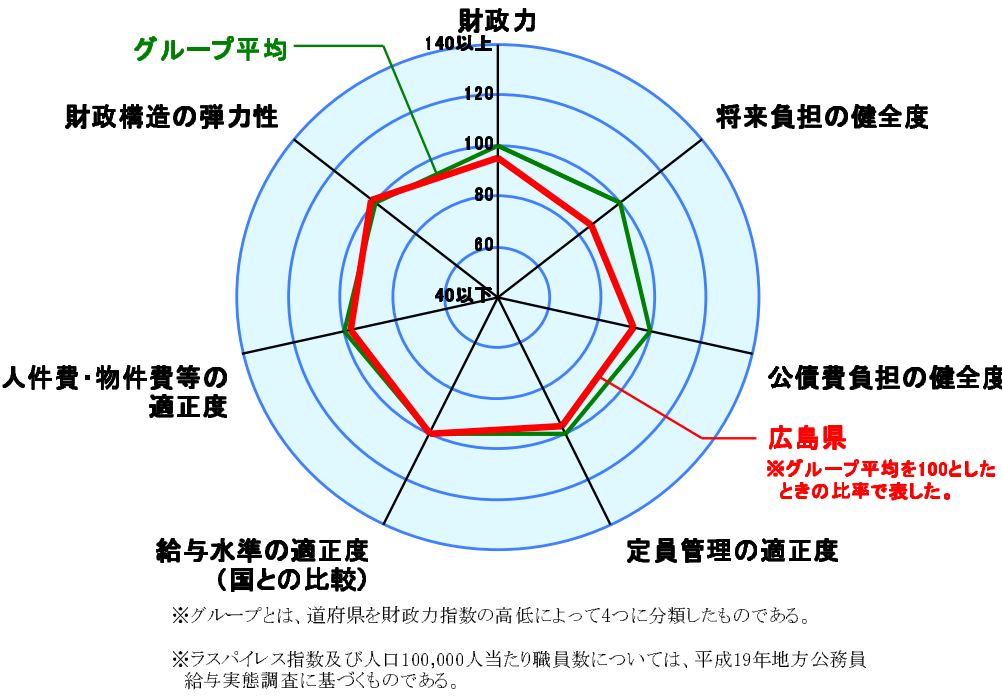 財政力
140以上
グループ平均
120
財政構造の弾力性
将来負担の健全度
100
80
60
40以下
人件費・物件費等の
適正度
公債費負担の健全度
広島県
※グループ平均を100とした
ときの比率で表した。
給与水準の適正度
（国との比較）
定員管理の適正度
※グループとは、道府県を財政力指数の高低によって4つに分類したものである。
※ラスパイレス指数及び人口100,000人当たり職員数については、平成19年地方公務員
給与実態調査に基づくものである。